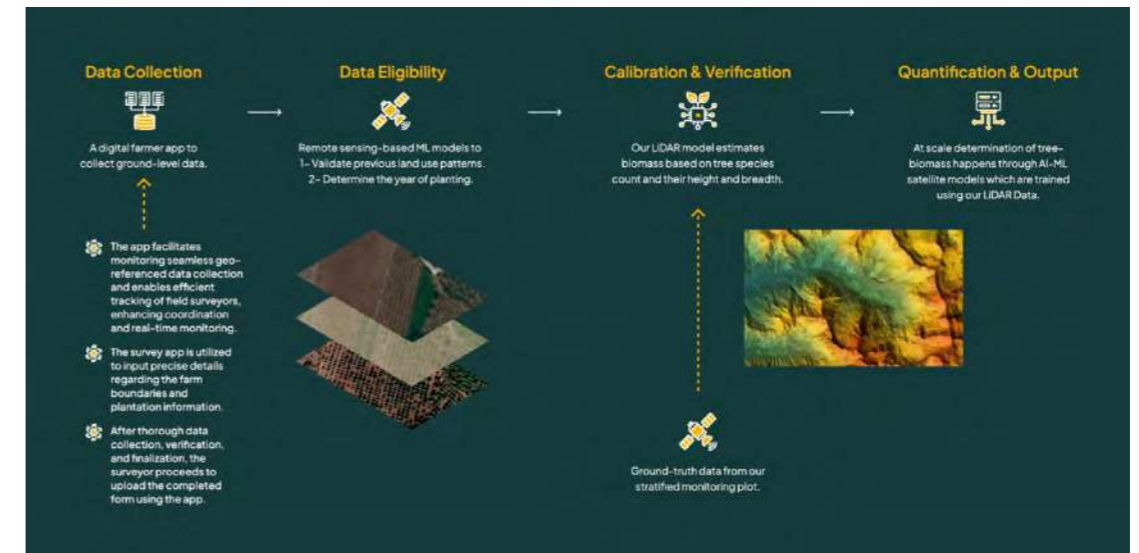 Data Collection
A digital farmer app to
collect ground-level data.
The app facilitates
monitoring seamless geo-
referenced data collection
and enables efficient
tracking of field surveyors,
enhancing coordination
and real-time monitoring.
The survey app is utilized
to input precise details
regarding the farm
boundaries and
plantation information.
After thorough data
collection, verification,
and finalization, the
surveyor proceeds to
upload the completed
form using the app.
Data Eligibility
Remote sensing-based ML models to
1- Validate previous land use patterns.
2- Determine the year of planting.
Calibration & Verification
Our LiDAR model estimates
biomass based on tree species
count and their height and breadth.
Ground-truth data from our
stratified monitoring plot.
Quantification & Output
At scale determination of tree-
biomass happens through AI-ML
satellite models which are trained
using our LiDAR Data.